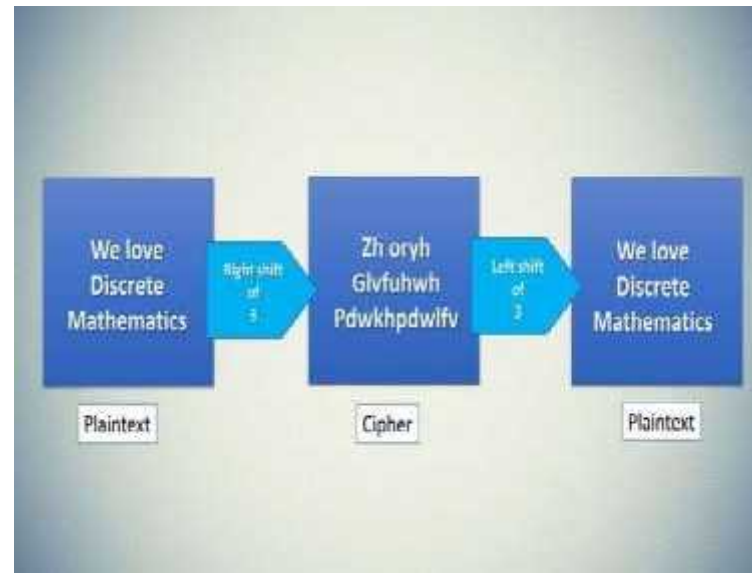 We love
Discrete
Mathematics
Right shift
of
3
Zh oryh
Glvfuhwh
Pdwkhpdwlfv
Left shift
of
3
We love
Discrete
Mathematics
Plaintext
Cipher
Plaintext